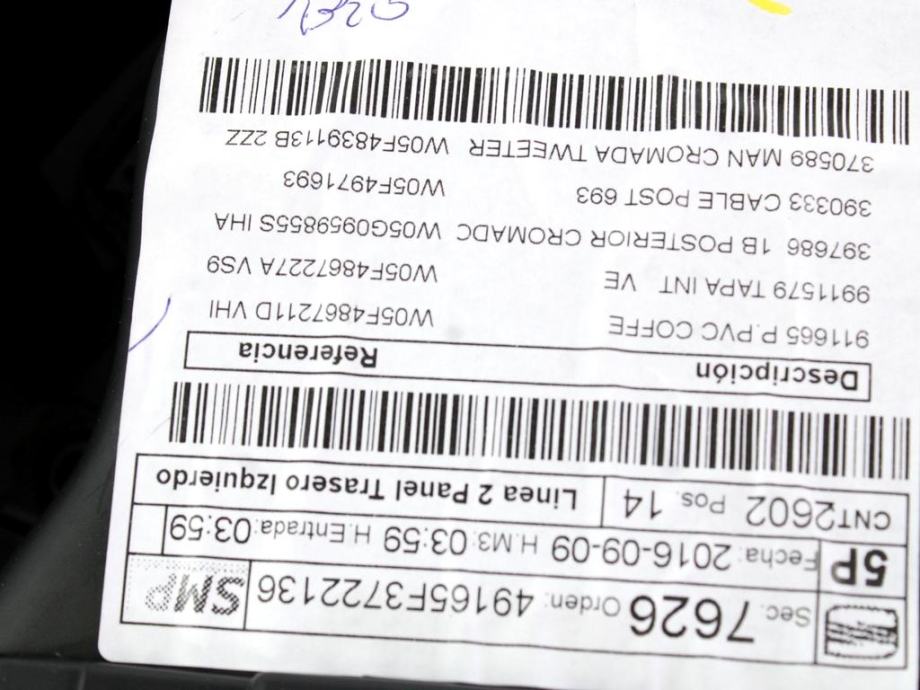 Sec. 7626 Orden: 49165F3722136 SMP
5P Fecha: 2016-09-09 H.M3: 03:59 H.Entrada: 03:59
CNT2602 Pos. 14 Linea 2 Panel Trasero Izquierdo
Descripción Referencia
911665 P.PVC COFFE W05F4867211D VHI
9911579 TAPA INT. VE W05F4867227A VS9
397686 1B POSTERIOR CROMADC W05G0959855S IHA
390333 CABLE POST 693 W05F4971693
370589 MAN CROMADA TWEETER W05F4839113B 2ZZ